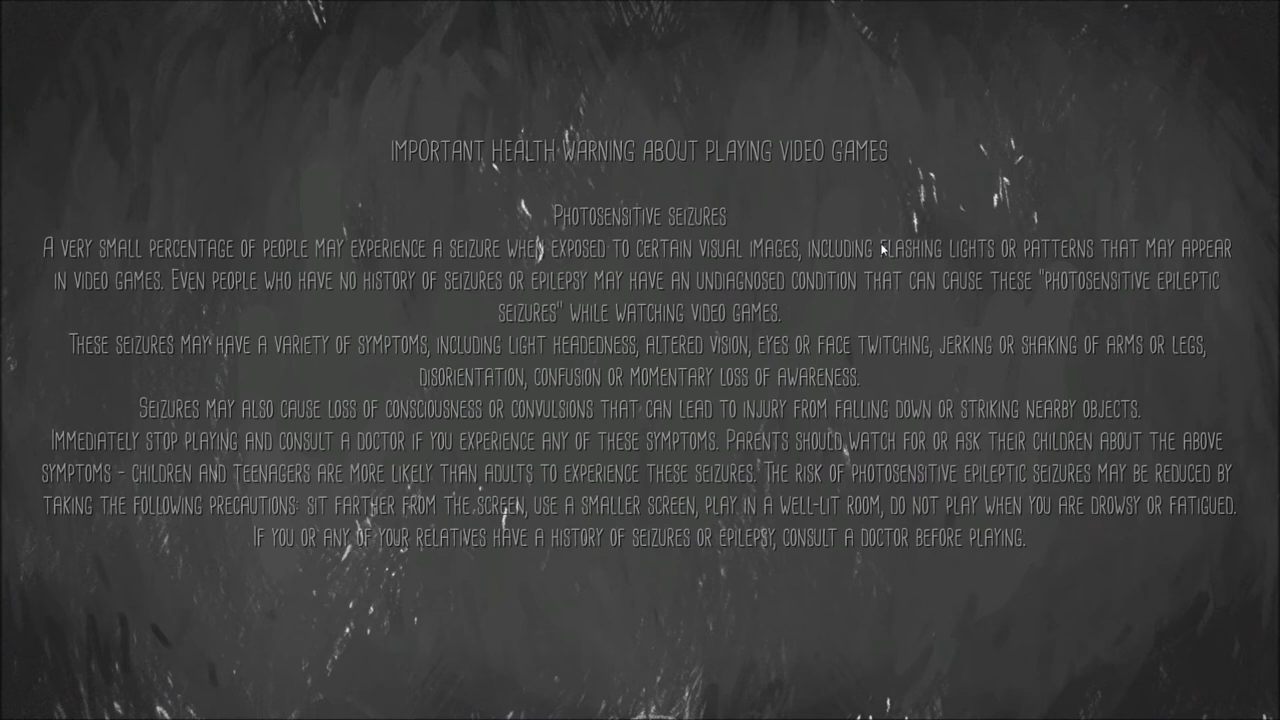 IMPORTANT HEALTH WARNING ABOUT PLAYING VIDEO GAMES
PHOTOSENSITIVE SEIZURES
A VERY SMALL PERCENTAGE OF PEOPLE MAY EXPERIENCE A SEIZURE WHEN EXPOSED TO CERTAIN VISUAL IMAGES, INCLUDING FLASHING LIGHTS OR PATTERNS THAT MAY APPEAR
IN VIDEO GAMES. EVEN PEOPLE WHO HAVE NO HISTORY OF SEIZURES OR EPILEPSY MAY HAVE AN UNDIAGNOSED CONDITION THAT CAN CAUSE THESE "PHOTOSENSITIVE EPILEPTIC
SEIZURES" WHILE WATCHING VIDEO GAMES.
THESE SEIZURES MAY HAVE A VARIETY OF SYMPTOMS, INCLUDING LIGHT HEADEDNESS, ALTERED VISION, EYES OR FACE TWITCHING, JERKING OR SHAKING OF ARMS OR LEGS,
DISORIENTATION, CONFUSION OR MOMENTARY LOSS OF AWARENESS.
SEIZURES MAY ALSO CAUSE LOSS OF CONSCIOUSNESS OR CONVULSIONS THAT CAN LEAD TO INJURY FROM FALLING DOWN OR STRIKING NEARBY OBJECTS.
IMMEDIATELY STOP PLAYING AND CONSULT A DOCTOR IF YOU EXPERIENCE ANY OF THESE SYMPTOMS. PARENTS SHOULD WATCH FOR OR ASK THEIR CHILDREN ABOUT THE ABOVE
SYMPTOMS - CHILDREN AND TEENAGERS ARE MORE LIKELY THAN ADULTS TO EXPERIENCE THESE SEIZURES. THE RISK OF PHOTOSENSITIVE EPILEPTIC SEIZURES MAY BE REDUCED BY
TAKING THE FOLLOWING PRECAUTIONS: SIT FARTHER FROM THE SCREEN, USE A SMALLER SCREEN, PLAY IN A WELL-LIT ROOM, DO NOT PLAY WHEN YOU ARE DROWSY OR FATIGUED.
IF YOU OR ANY OF YOUR RELATIVES HAVE A HISTORY OF SEIZURES OR EPILEPSY, CONSULT A DOCTOR BEFORE PLAYING.